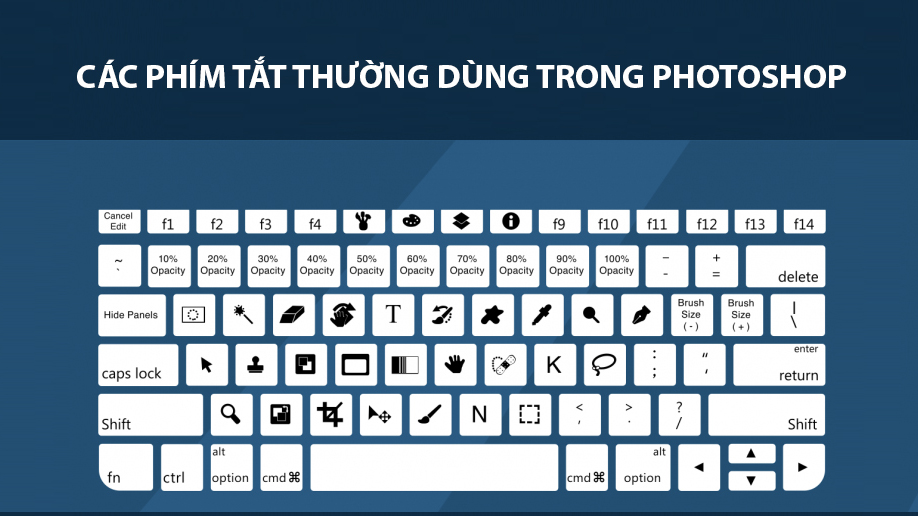 CÁC PHÍM TẮT THƯỜNG DÙNG TRONG PHOTOSHOP
Cancel Edit f1 f2 f3 f4 f9 f10 f11 f12 f13 f14
~ ` 10% Opacity 20% Opacity 30% Opacity 40% Opacity 50% Opacity 60% Opacity 70% Opacity 80% Opacity 90% Opacity 100% Opacity – - + = delete
Hide Panels T Brush Size (-) Brush Size (+) | \
caps lock K : ; “ ‘ enter return
Shift N < , > . ? / Shift
fn ctrl alt option cmd ⌘ cmd ⌘ alt option ◄ ▲ ▼ ►